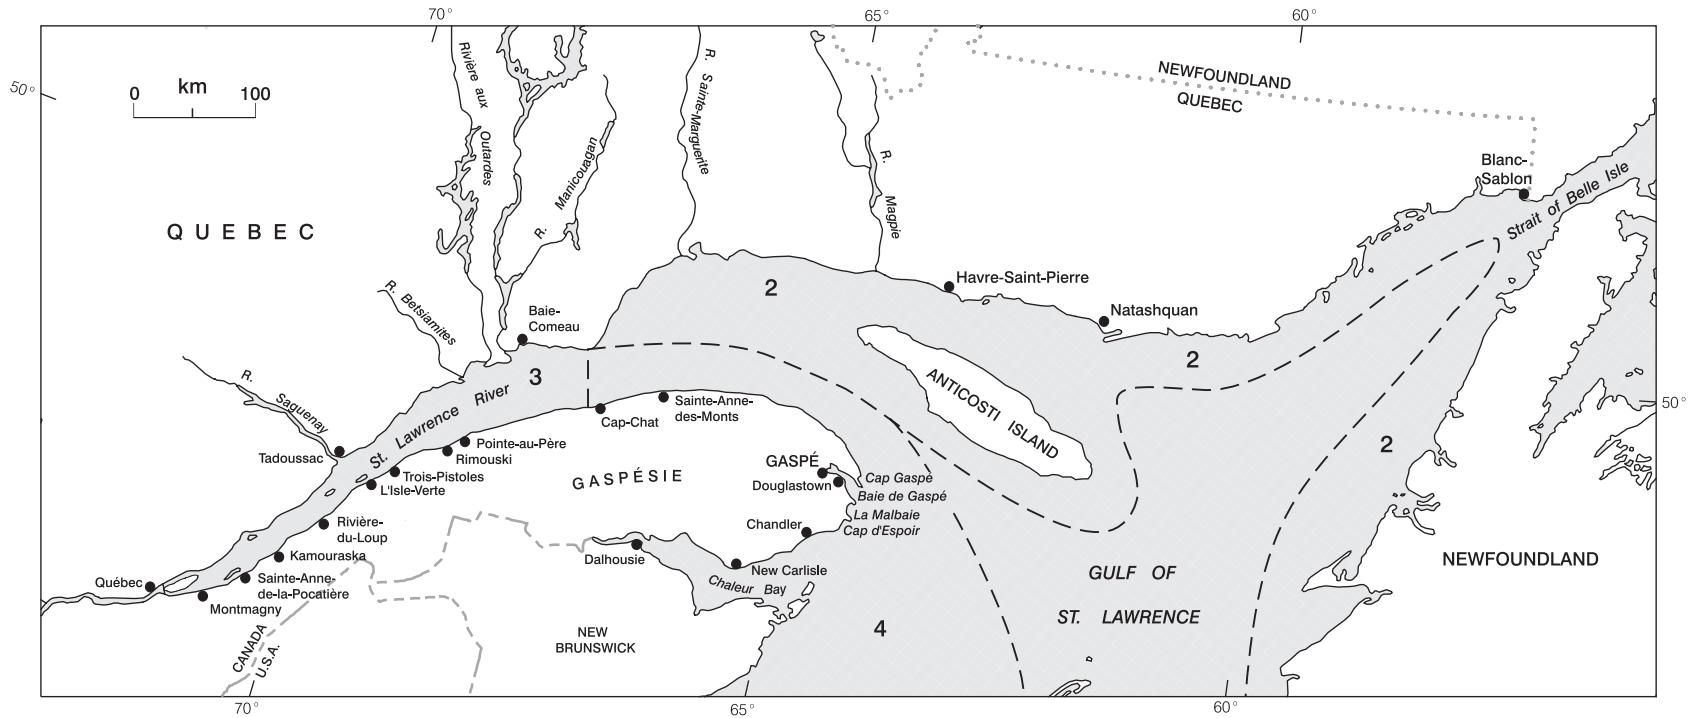 70°
65°
60°
50°
0 km 100
Rivière aux
Outardes
R. Manicouagan
R. Sainte-Marguerite
R. Magpie
NEWFOUNDLAND
QUEBEC
Blanc-
Sablon
Strait of Belle Isle
QUEBEC
R. Betsiamites
Baie-
Comeau
2
Havre-Saint-Pierre
Natashquan
2
3
St. Lawrence River
ANTICOSTI ISLAND
R. Saguenay
Tadoussac
Cap-Chat
Sainte-Anne-
des-Monts
Pointe-au-Père
Rimouski
Trois-Pistoles
L'Isle-Verte
50°
2
GASPÉSIE
GASPÉ
Douglastown
Cap Gaspé
Baie de Gaspé
La Malbaie
Cap d'Espoir
Chandler
Rivière-
du-Loup
Kamouraska
Dalhousie
New Carlisle
Chaleur Bay
Québec
Sainte-Anne-
de-la-Pocatière
Montmagny
GULF OF
ST. LAWRENCE
NEWFOUNDLAND
4
NEW
BRUNSWICK
CANADA
U.S.A.
70°
65°
60°